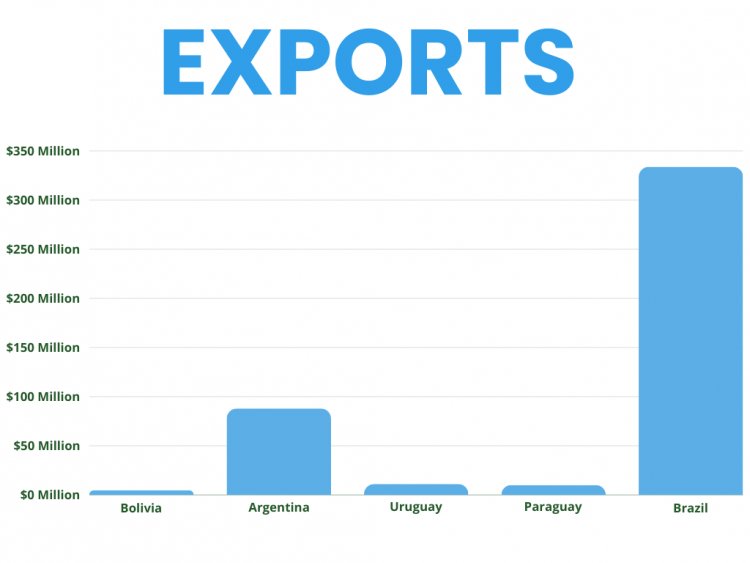 EXPORTS
$350 Million
$300 Million
$250 Million
$200 Million
$150 Million
$100 Million
$50 Million
$0 Million
Bolivia Argentina Uruguay Paraguay Brazil